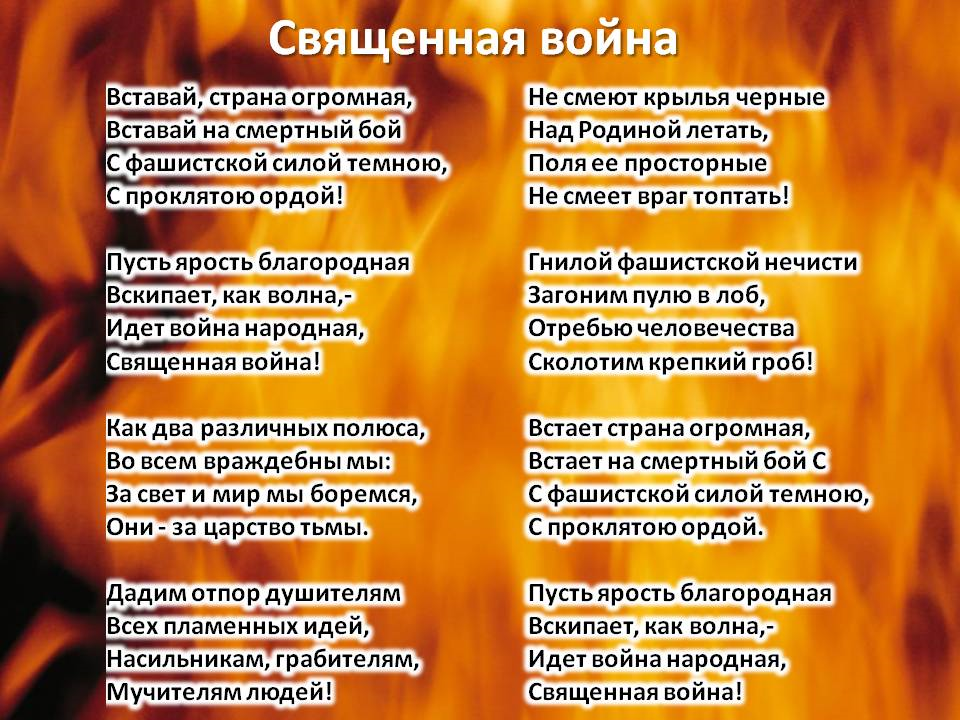 Священная война
Вставай, страна огромная,
Вставай на смертный бой
С фашистской силой темною,
С проклятою ордой!
Пусть ярость благородная
Вскипает, как волна,-
Идет война народная,
Священная война!
Как два различных полюса,
Во всем враждебны мы:
За свет и мир мы боремся,
Они - за царство тьмы.
Дадим отпор душителям
Всех пламенных идей,
Насильникам, грабителям,
Мучителям людей!
Не смеют крылья черные
Над Родиной летать,
Поля ее просторные
Не смеет враг топтать!
Гнилой фашистской нечисти
Загоним пулю в лоб,
Отребью человечества
Сколотим крепкий гроб!
Встает страна огромная,
Встает на смертный бой С
С фашистской силой темною,
С проклятою ордой.
Пусть ярость благородная
Вскипает, как волна,-
Идет война народная,
Священная война!